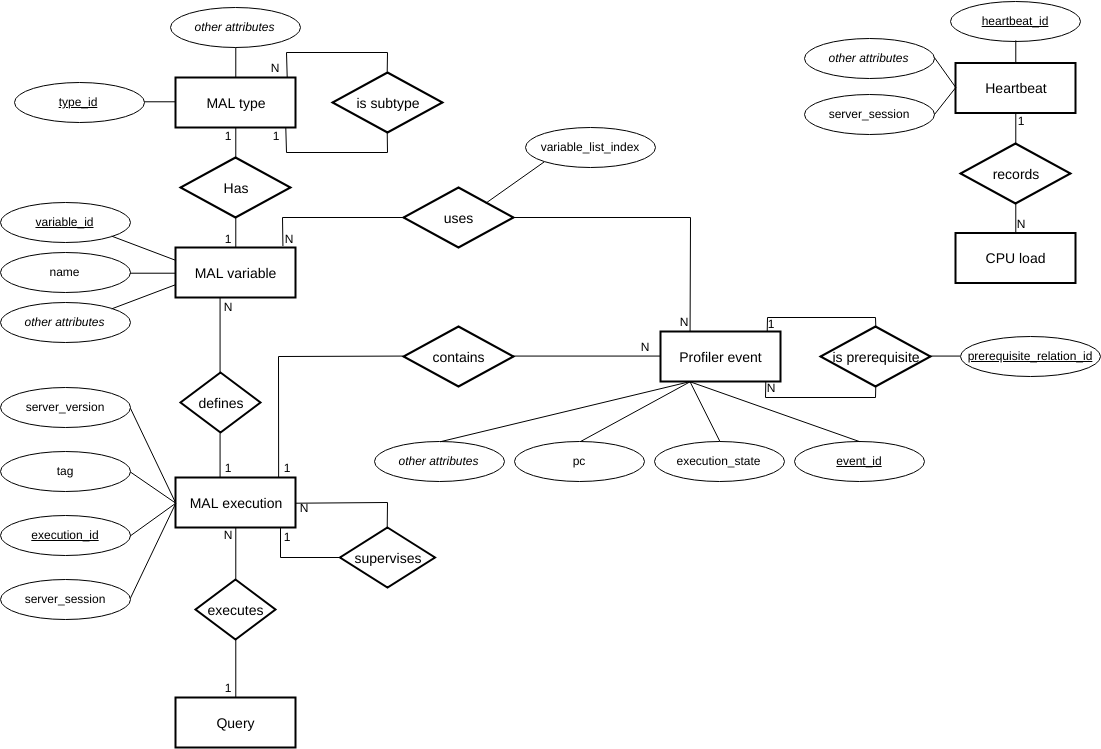 other attributes
heartbeat_id
other attributes
N
MAL type
is subtype
Heartbeat
type_id
server_session
1
1
1
variable_list_index
records
Has
uses
variable_id
N
1
N
CPU load
MAL variable
name
N
other attributes
N
1
N
contains
Profiler event
is prerequisite
prerequisite_relation_id
N
defines
server_version
other attributes
pc
execution_state
event_id
1
1
tag
MAL execution
N
execution_id
N
1
supervises
server_session
executes
1
Query